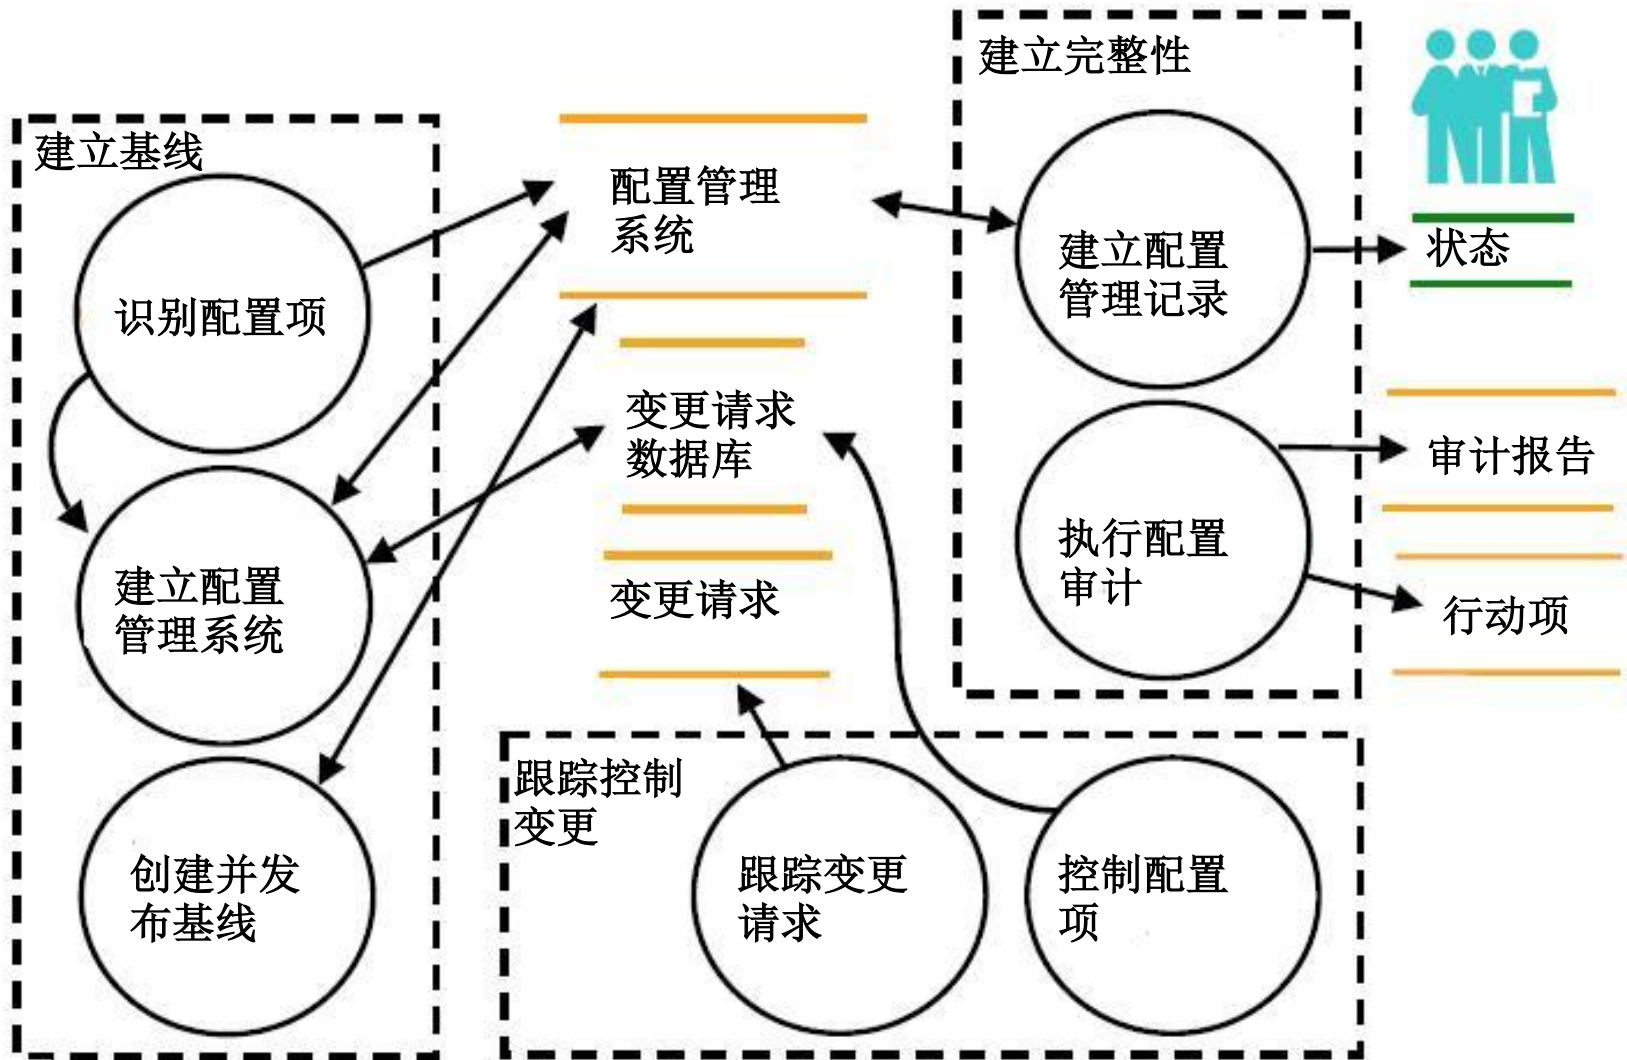 建立基线
识别配置项
建立配置
管理系统
创建并发
布基线
配置管理
系统
变更请求
数据库
变更请求
跟踪控制
变更
跟踪变更
请求
控制配置
项
建立完整性
建立配置
管理记录
执行配置
审计
状态
审计报告
行动项